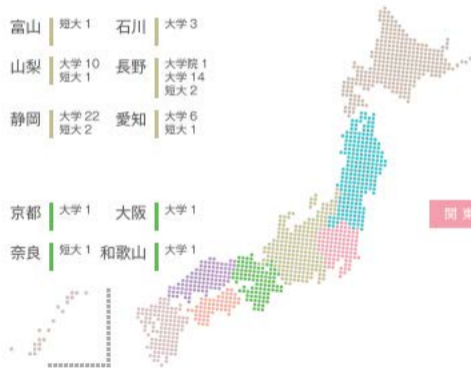 富山 短大 1
石川 大学 3
山梨 大学 10
短大 1
長野 大学院 1
大学 14
短大 2
静岡 大学 22
短大 2
愛知 大学 6
短大 1
京都 大学 1
大阪 大学 1
奈良 短大 1
和歌山 大学 1
関東